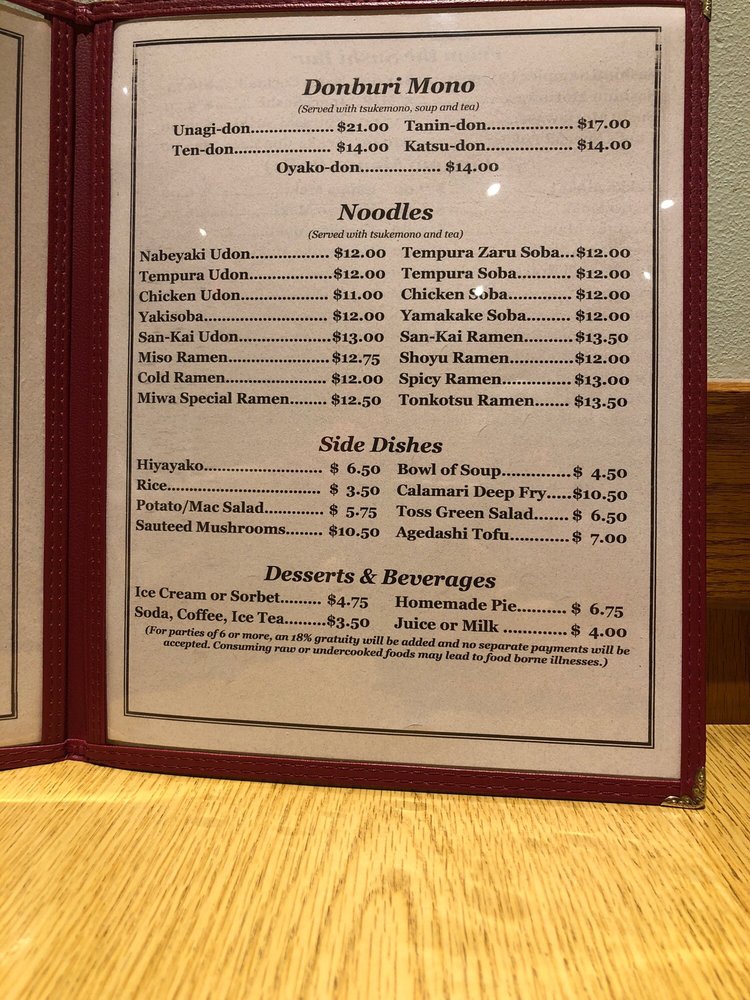 Donburi Mono
(Served with tsukemono, soup and tea)
Unagi-don.................. $21.00 Tanin-don................... $17.00
Ten-don..................... $14.00 Katsu-don................... $14.00
Oyako-don................. $14.00
Noodles
(Served with tsukemono and tea)
Nabeyaki Udon................. $12.00 Tempura Zaru Soba...$12.00
Tempura Udon................. $12.00 Tempura Soba............ $12.00
Chicken Udon................... $11.00 Chicken Soba.............. $12.00
Yakisoba........................... $12.00 Yamakake Soba.......... $12.00
San-Kai Udon....................$13.00 San-Kai Ramen...........$13.50
Miso Ramen......................$12.75 Shoyu Ramen..............$12.00
Cold Ramen...................... $12.00 Spicy Ramen............... $13.00
Miwa Special Ramen........ $12.50 Tonkotsu Ramen....... $13.50
Side Dishes
Hiyayako........................... $ 6.50 Bowl of Soup...............$ 4.50
Rice.................................. $ 3.50 Calamari Deep Fry.....$10.50
Potato/Mac Salad............. $ 5.75 Toss Green Salad....... $ 6.50
Sauteed Mushrooms........ $10.50 Agedashi Tofu............. $ 7.00
Desserts & Beverages
Ice Cream or Sorbet......... $4.75 Homemade Pie........... $ 6.75
Soda, Coffee, Ice Tea.........$3.50 Juice or Milk .............. $ 4.00
(For parties of 6 or more, an 18% gratuity will be added and no separate payments will be
accepted. Consuming raw or undercooked foods may lead to food borne illnesses.)